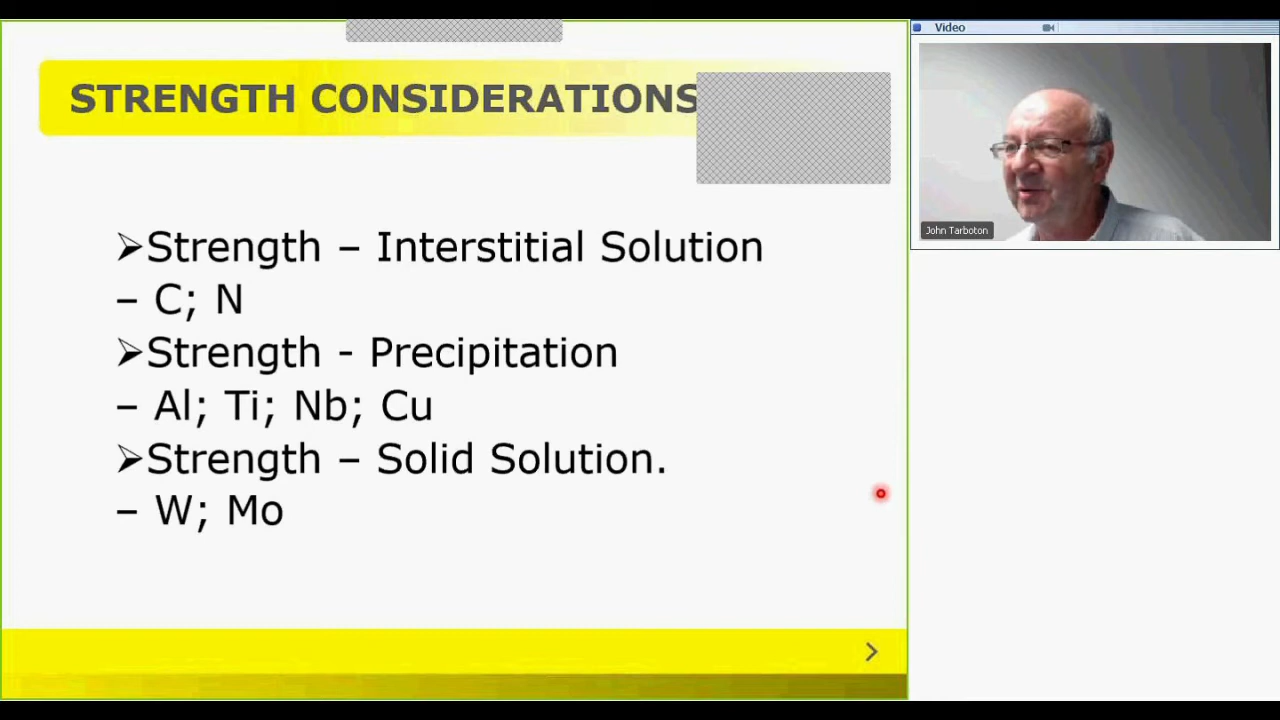 STRENGTH CONSIDERATIONS
➢Strength – Interstitial Solution
– C; N
➢Strength - Precipitation
– Al; Ti; Nb; Cu
➢Strength – Solid Solution.
– W; Mo
Video
John Tarboton